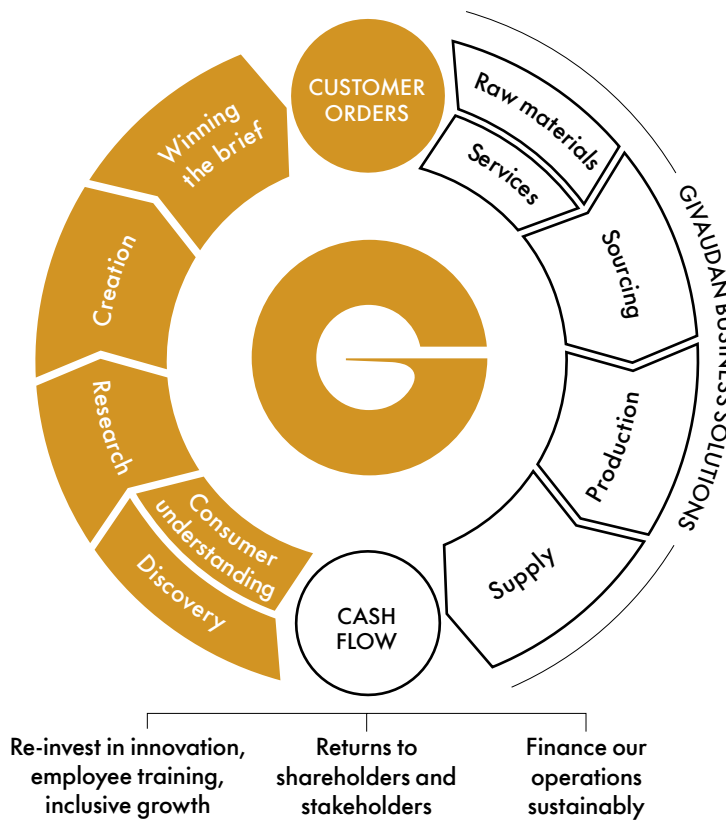 CUSTOMER
ORDERS
Raw materials
Services
Sourcing
Production
Supply
GIVAUDAN BUSINESS SOLUTIONS
CASH
FLOW
Discovery
Consumer
understanding
Research
Creation
Winning
the brief
Re-invest in innovation,
employee training,
inclusive growth
Returns to
shareholders and
stakeholders
Finance our
operations
sustainably